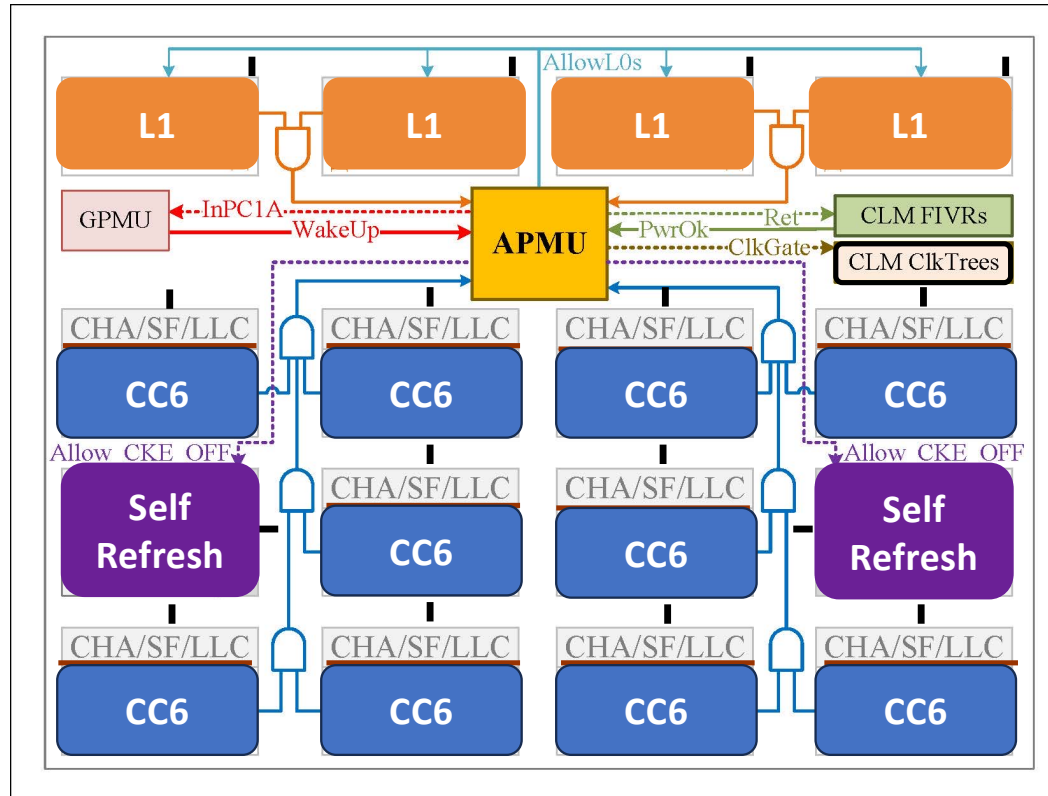 AllowL0s
L1
L1
L1
L1
GPMU
InPC1A
WakeUp
APMU
Ret
PwrOk
ClkGate
CLM FIVRs
CLM ClkTrees
CHA/SF/LLC
CHA/SF/LLC
CHA/SF/LLC
CHA/SF/LLC
CC6
CC6
CC6
CC6
Allow CKE OFF
Allow CKE OFF
Self
Refresh
CHA/SF/LLC
CHA/SF/LLC
CC6
CC6
Self
Refresh
CHA/SF/LLC
CHA/SF/LLC
CHA/SF/LLC
CHA/SF/LLC
CC6
CC6
CC6
CC6